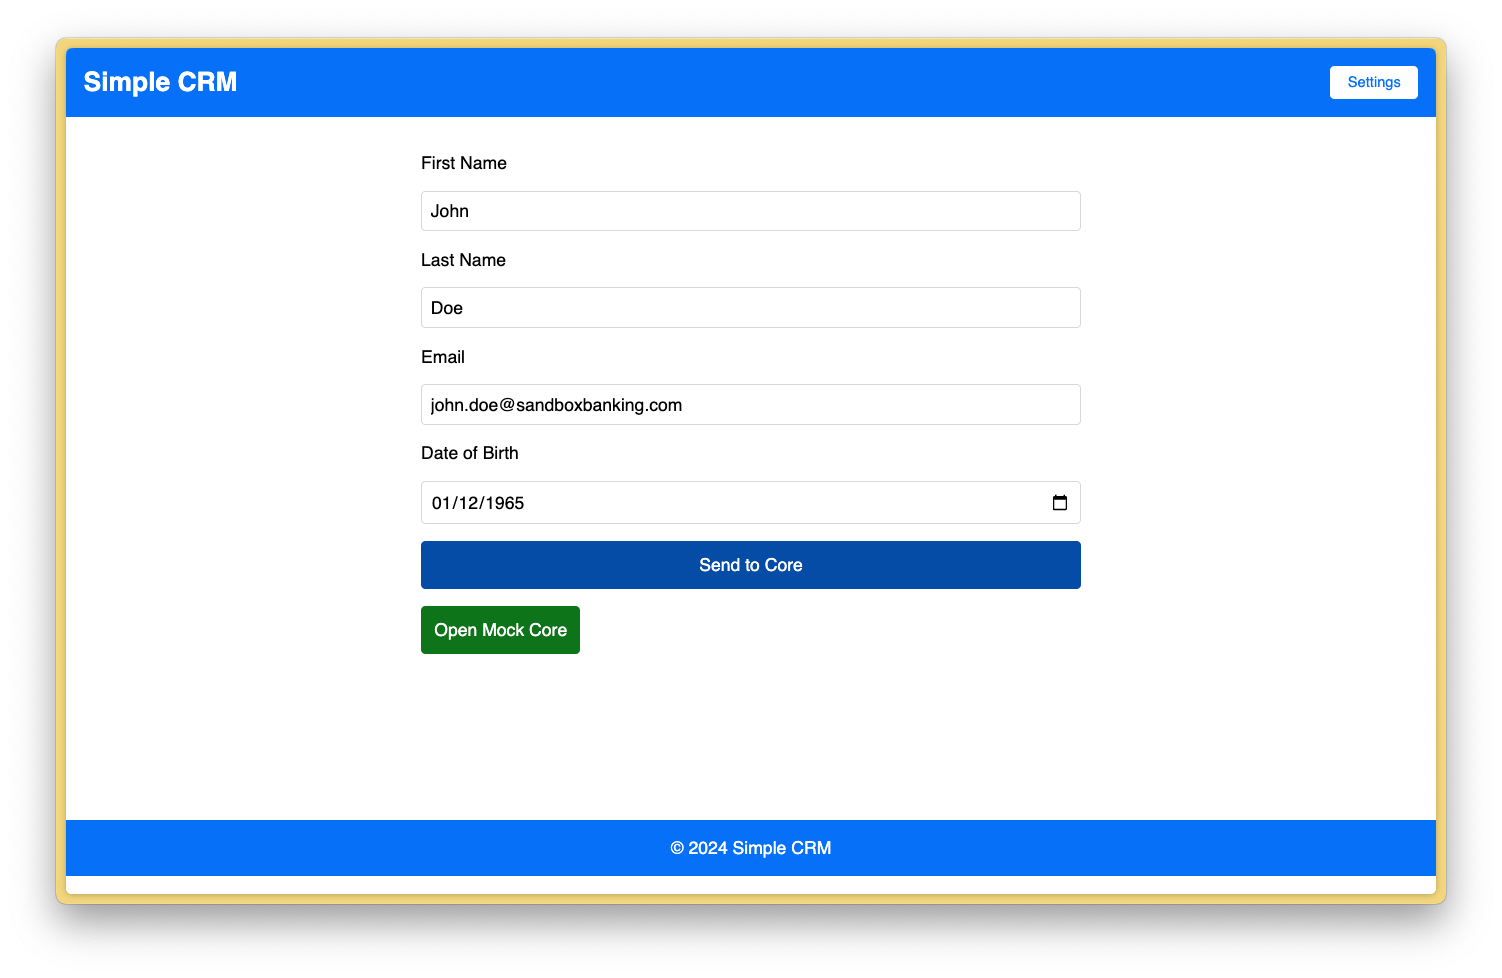 Simple CRM
Settings
First Name
John
Last Name
Doe
Email
john.doe@sandboxbanking.com
Date of Birth
01/12/1965
Send to Core
Open Mock Core
© 2024 Simple CRM